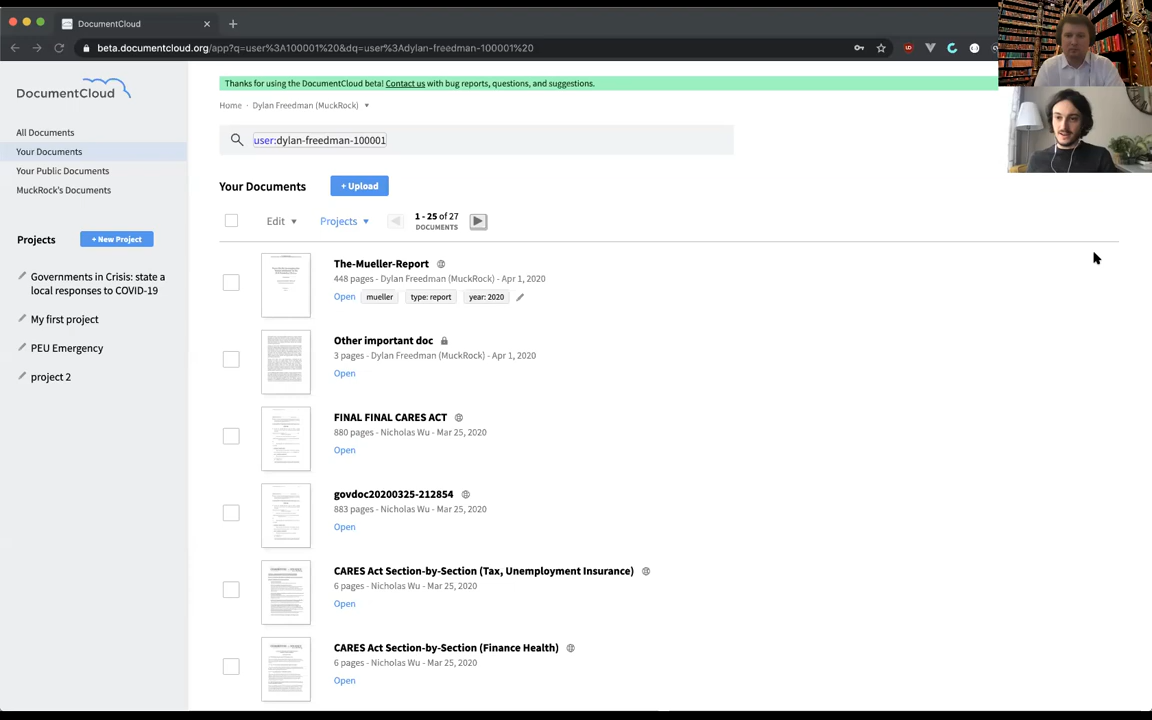 DocumentCloud
beta.documentcloud.org/app?q=user%3A100001%20&dq=user%3Adylan-freedman-100001%20
Thanks for using the DocumentCloud beta! Contact us with bug reports, questions, and suggestions.
DocumentCloud
Home · Dylan Freedman (MuckRock)
All Documents
Your Documents
Your Public Documents
MuckRock's Documents
user:dylan-freedman-100001
Your Documents
+ Upload
Edit
Projects
1 - 25 of 27
DOCUMENTS
Projects
+ New Project
Governments in Crisis: state a
local responses to COVID-19
My first project
PEU Emergency
project 2
The-Mueller-Report
448 pages - Dylan Freedman (MuckRock) - Apr 1, 2020
Open
mueller
type: report
year: 2020
Other important doc
3 pages - Dylan Freedman (MuckRock) - Apr 1, 2020
Open
FINAL FINAL CARES ACT
880 pages - Nicholas Wu - Mar 25, 2020
Open
govdoc20200325-212854
883 pages - Nicholas Wu - Mar 25, 2020
Open
CARES Act Section-by-Section (Tax, Unemployment Insurance)
6 pages - Nicholas Wu - Mar 25, 2020
Open
CARES Act Section-by-Section (Finance Health)
6 pages - Nicholas Wu - Mar 25, 2020
Open